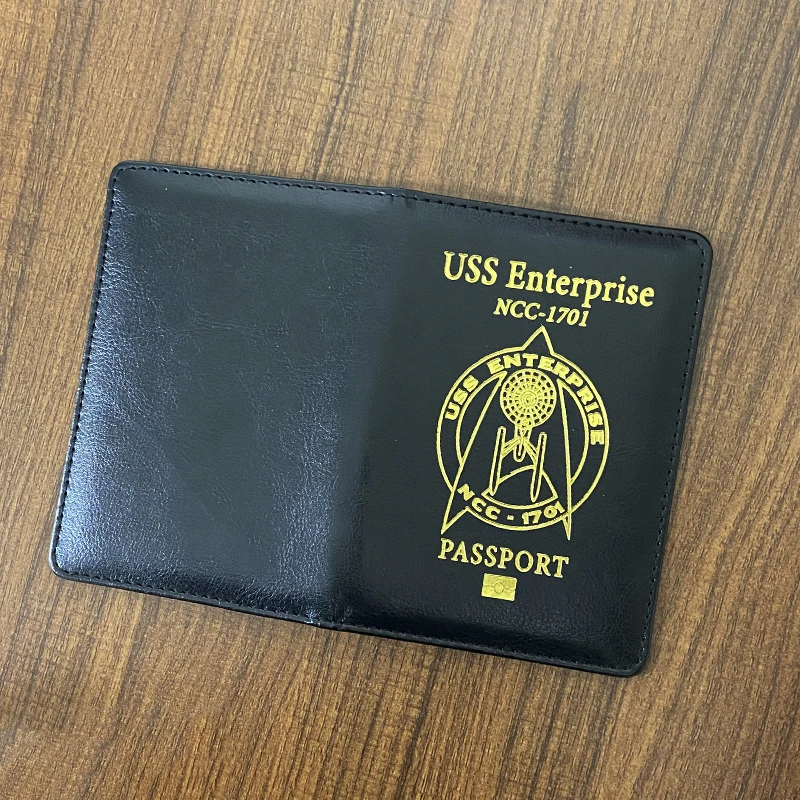 USS Enterprise
NCC-1701
USS ENTERPRISE
NCC - 1701
PASSPORT